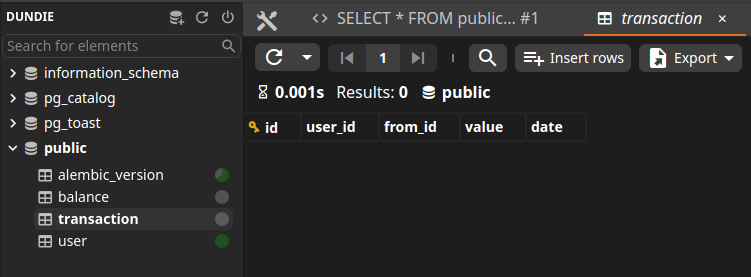 DUNDIE
Search for elements
information_schema
pg_catalog
pg_toast
public
alembic_version
balance
transaction
user
SELECT * FROM public... #1
transaction ×
1
Insert rows
Export
0.001s Results: 0 public
id user_id from_id value date